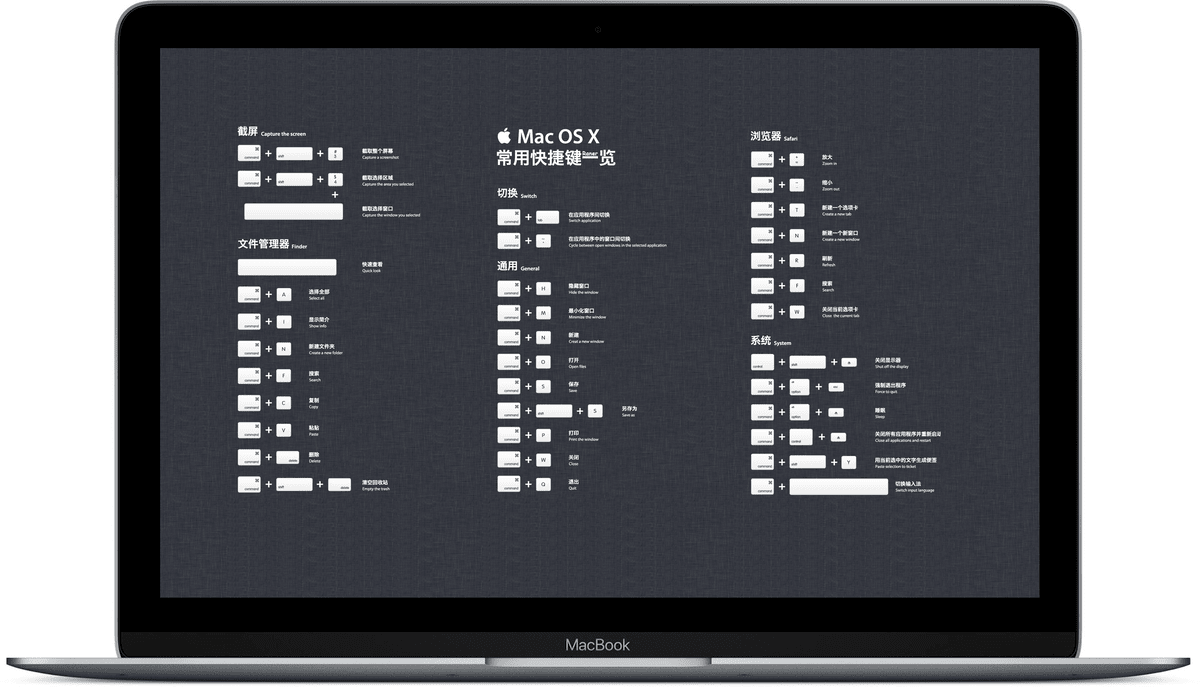 截屏 Capture the screen
command + shift + # 3 截取整个屏幕
Capture a screenshot
command + shift + $ 4 截取选择区域
Capture the area you selected
+
截取选择窗口
Capture the window you selected
文件管理器 Finder
快速查看
Quick look
command + A 选择全部
Select all
command + I 显示简介
Show info
command + N 新建文件夹
Create a new folder
command + F 搜索
Search
command + C 复制
Copy
command + V 粘贴
Paste
command + delete 删除
Delete
command + shift + delete 清空回收站
Empty the trash
Mac OS X
常用快捷键一览
切换 Switch
command + tab 在应用程序间切换
Switch application
command + ~ 在应用程序中的窗口间切换
Cycle between open windows in the selected application
通用 General
command + H 隐藏窗口
Hide the window
command + M 最小化窗口
Minimize the window
command + N 新建
Creat a new window
command + O 打开
Open files
command + S 保存
Save
command + shift + S 另存为
Save as
command + P 打印
Print the window
command + W 关闭
Close
command + Q 退出
Quit
浏览器 Safari
command + + 放大
Zoom in
command + - 缩小
Zoom out
command + T 新建一个选项卡
Create a new tab
command + N 新建一个新窗口
Create a new window
command + R 刷新
Refresh
command + F 搜索
Search
command + W 关闭当前选项卡
Close the current tab
系统 System
control + shift + 关闭显示器
Shut off the display
command + option + esc 强制退出程序
Force to quit
command + option + 睡眠
Sleep
command + control + 关闭所有应用程序并重新启动
Close all applications and restart
command + shift + Y 用当前选中的文字生成便签
Paste selection to ticket
command + 切换输入法
Switch input language
MacBook